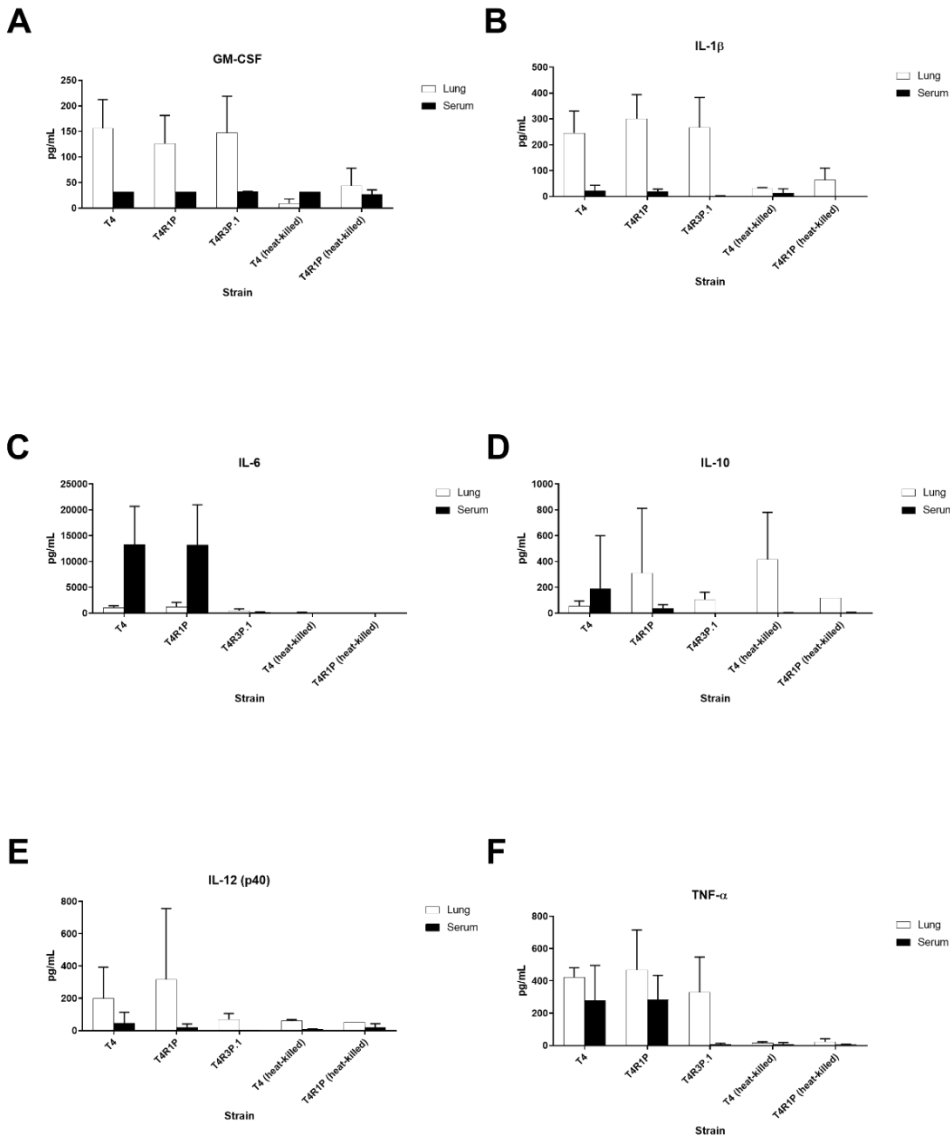 A
GM-CSF
250
200
150
100
50
0
pg/mL
Lung
Serum
T4
T4R1P
T4R3P.1
T4 (heat-killed)
T4R1P (heat-killed)
Strain
B
IL-1β
500
400
300
200
100
0
pg/mL
Lung
Serum
T4
T4R1P
T4R3P.1
T4 (heat-killed)
T4R1P (heat-killed)
Strain
C
IL-6
25000
20000
15000
10000
5000
0
pg/mL
Lung
Serum
T4
T4R1P
T4R3P.1
T4 (heat-killed)
T4R1P (heat-killed)
Strain
D
IL-10
1000
800
600
400
200
0
pg/mL
Lung
Serum
T4
T4R1P
T4R3P.1
T4 (heat-killed)
T4R1P (heat-killed)
Strain
E
IL-12 (p40)
800
600
400
200
0
pg/mL
Lung
Serum
T4
T4R1P
T4R3P.1
T4 (heat-killed)
T4R1P (heat-killed)
Strain
F
TNF-α
800
600
400
200
0
pg/mL
Lung
Serum
T4
T4R1P
T4R3P.1
T4 (heat-killed)
T4R1P (heat-killed)
Strain